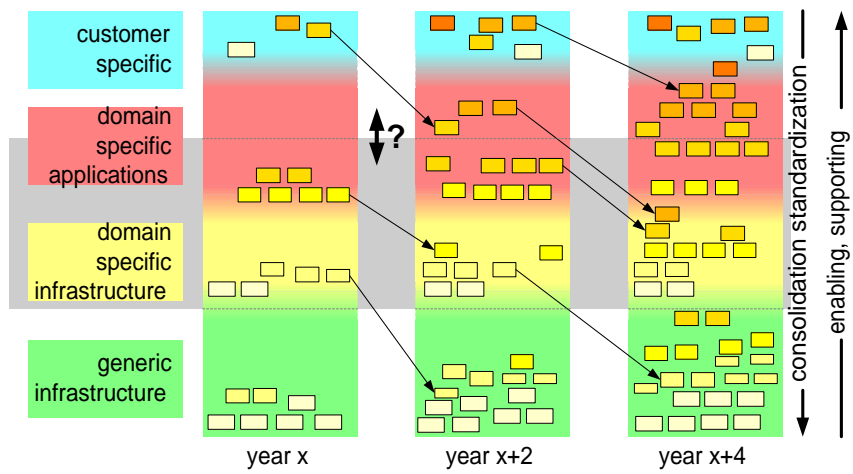 customer
specific
domain
specific
applications
domain
specific
infrastructure
generic
infrastructure
?
year x
year x+2
year x+4
consolidation standardization
enabling, supporting